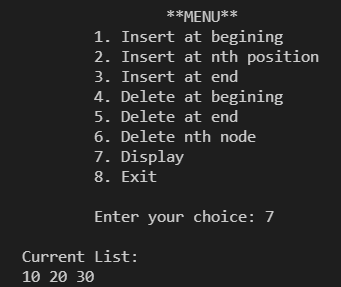 **MENU**
1. Insert at begining
2. Insert at nth position
3. Insert at end
4. Delete at begining
5. Delete at end
6. Delete nth node
7. Display
8. Exit
Enter your choice: 7
Current List:
10 20 30